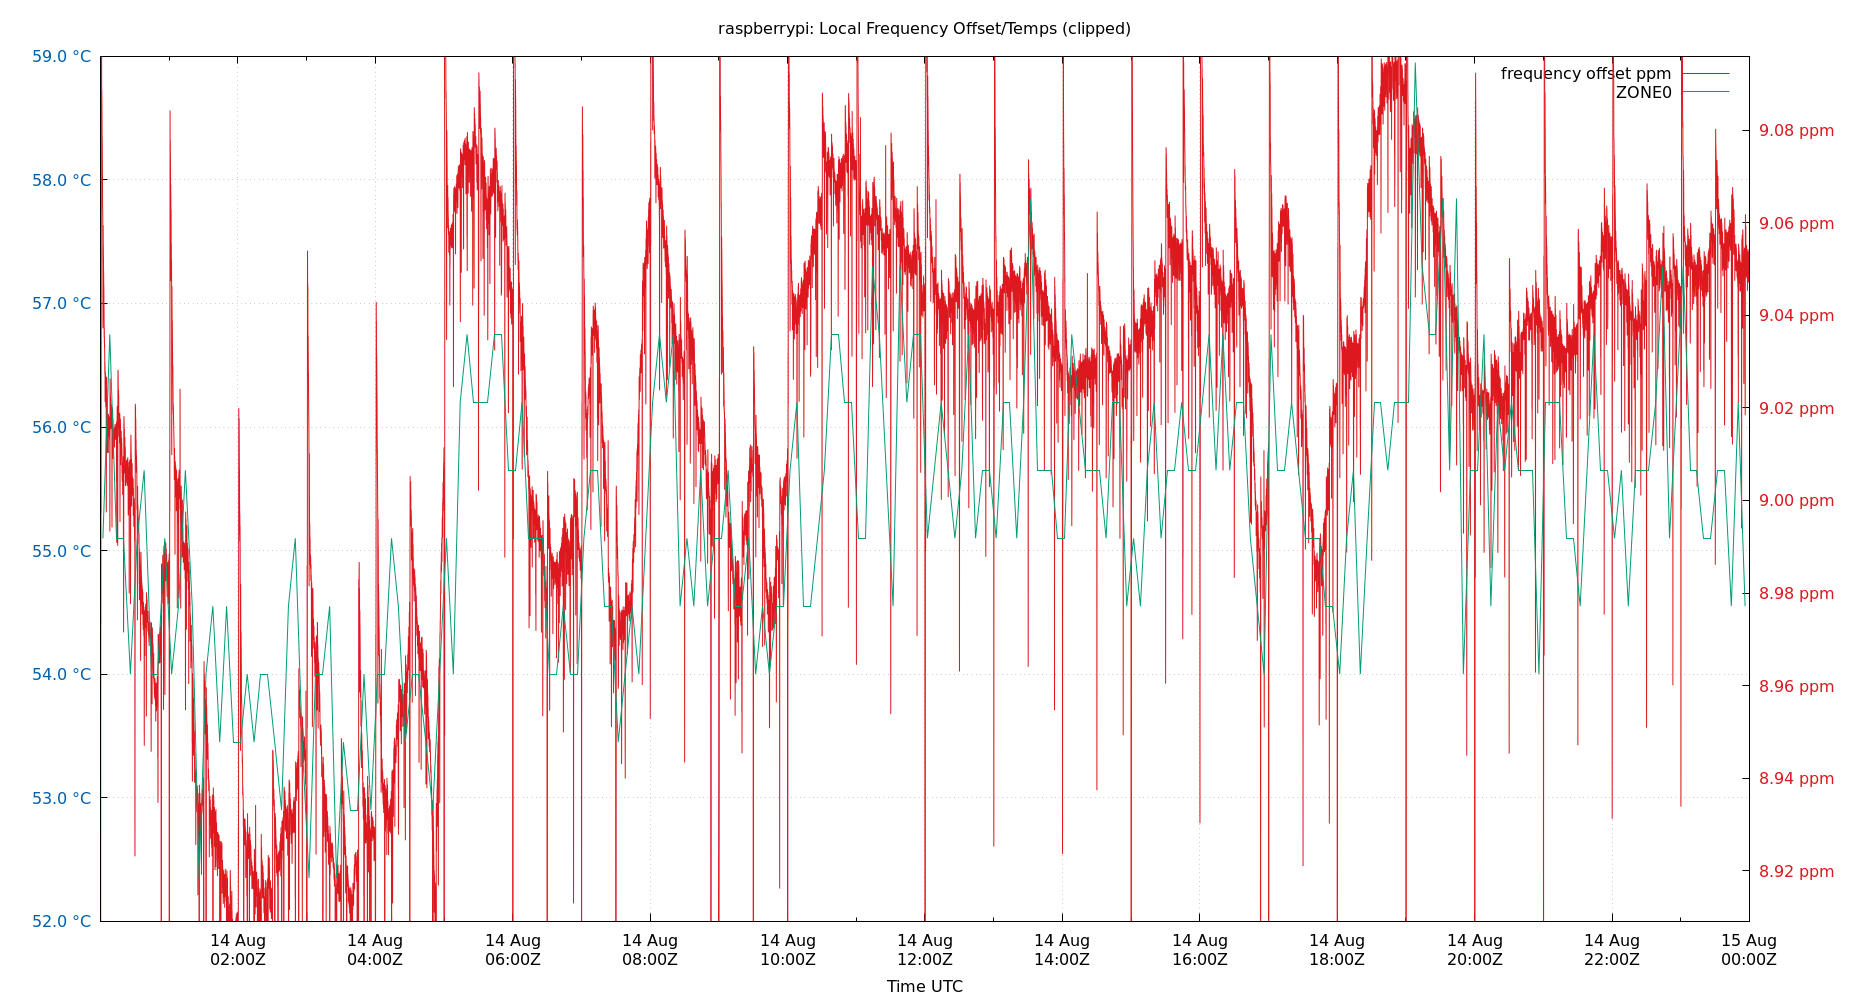 raspberrypi: Local Frequency Offset/Temps (clipped)
59.0 °C
58.0 °C
57.0 °C
56.0 °C
55.0 °C
54.0 °C
53.0 °C
52.0 °C
frequency offset ppm
ZONE0
9.08 ppm
9.06 ppm
9.04 ppm
9.02 ppm
9.00 ppm
8.98 ppm
8.96 ppm
8.94 ppm
8.92 ppm
14 Aug 14 Aug 14 Aug 14 Aug 14 Aug 14 Aug 14 Aug 14 Aug 14 Aug 14 Aug 14 Aug 15 Aug
02:00Z 04:00Z 06:00Z 08:00Z 10:00Z 12:00Z 14:00Z 16:00Z 18:00Z 20:00Z 22:00Z 00:00Z
Time UTC